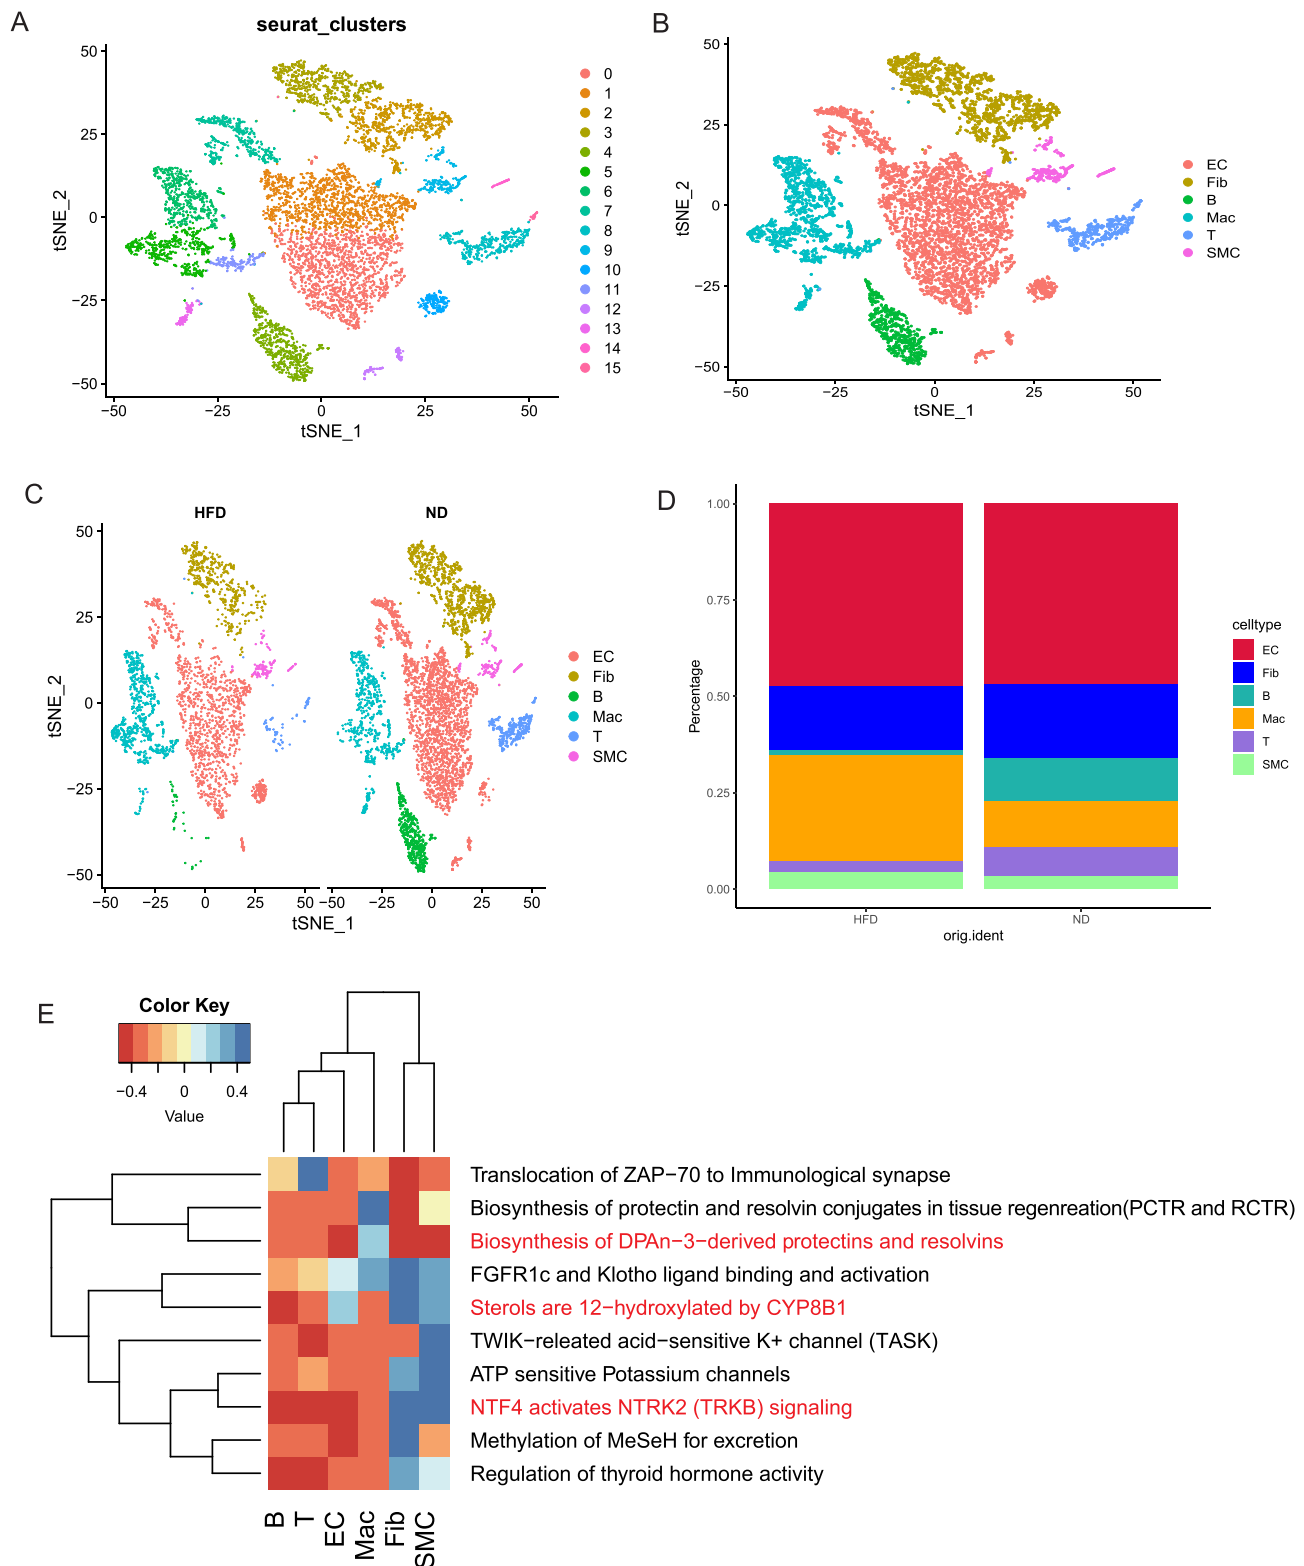 A
seurat_clusters
50
25
0
−25
−50
tSNE_2
−50
−25
0
25
50
tSNE_1
0
1
2
3
4
5
6
7
8
9
10
11
12
13
14
15
B
50
25
0
−25
−50
tSNE_2
−50
−25
0
25
50
tSNE_1
EC
Fib
B
Mac
T
SMC
C
HFD
ND
50
25
0
−25
−50
tSNE_2
−50
−25
0
25
50
−50
−25
0
25
50
tSNE_1
EC
Fib
B
Mac
T
SMC
D
1.00
0.75
0.50
0.25
0.00
Percentage
HFD
ND
orig.ident
celltype
EC
Fib
B
Mac
T
SMC
E
Color Key
−0.4
0
0.4
Value
Translocation of ZAP−70 to Immunological synapse
Biosynthesis of protectin and resolvin conjugates in tissue regenreation(PCTR and RCTR)
Biosynthesis of DPAn−3−derived protectins and resolvins
FGFR1c and Klotho ligand binding and activation
Sterols are 12−hydroxylated by CYP8B1
TWIK−releated acid−sensitive K+ channel (TASK)
ATP sensitive Potassium channels
NTF4 activates NTRK2 (TRKB) signaling
Methylation of MeSeH for excretion
Regulation of thyroid hormone activity
B
T
EC
Mac
Fib
SMC